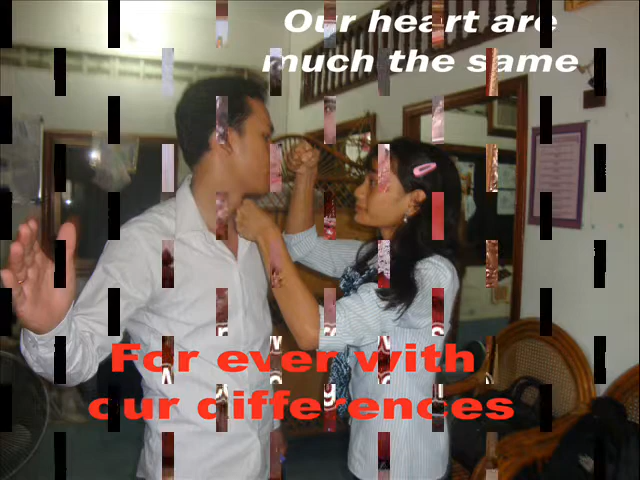 Our heart are
much the same
For ever with
our differences